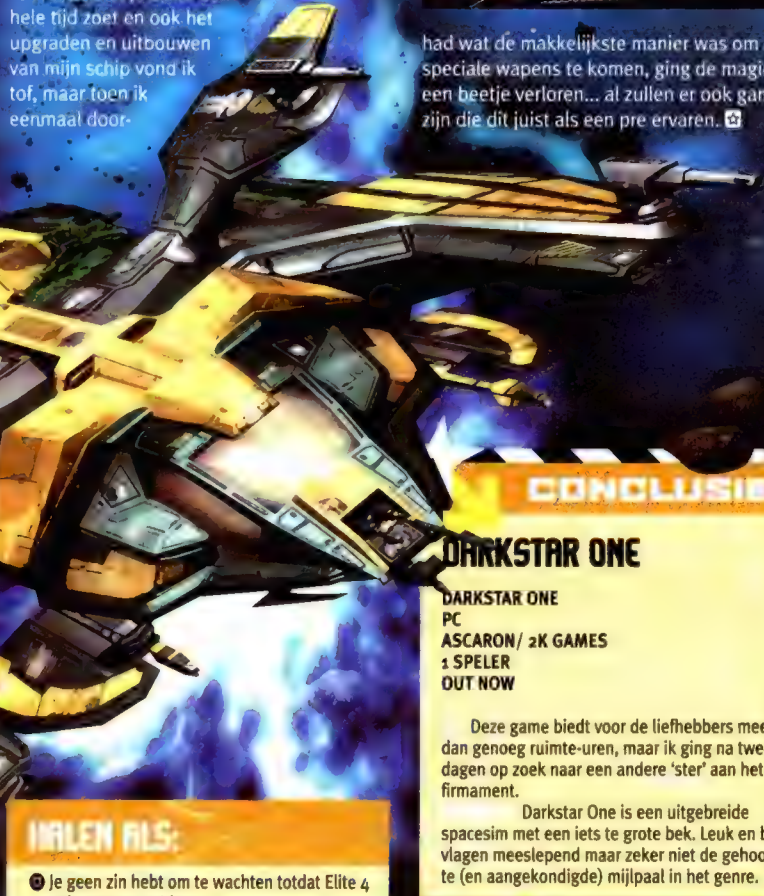 hele tijd zoet en ook het
upgraden en uitbouwen
van mijn schip vond ik
tof, maar toen ik
eenmaal door-
had wat de makkelijkste manier was om
speciale wapens te komen, ging de magi
een beetje verloren... al zullen er ook
zijn die dit juist als een pre ervaren.
HALEN ALS:
Je geen zin hebt om te wachten totdat Elite 4
CONCLUSIE
DARKSTAR ONE
DARKSTAR ONE
PC
ASCARON/ 2K GAMES
1 SPELER
OUT NOW
Deze game biedt voor de liefhebbers mee
dan genoeg ruimte-uren, maar ik ging na twe
dagen op zoek naar een andere 'ster' aan het
firmament.
Darkstar One is een uitgebreide
spacesim met een iets te grote bek. Leuk en
vlagen meeslepend maar zeker niet de gehoo
te (en aangekondigde) mijlpaal in het genre.